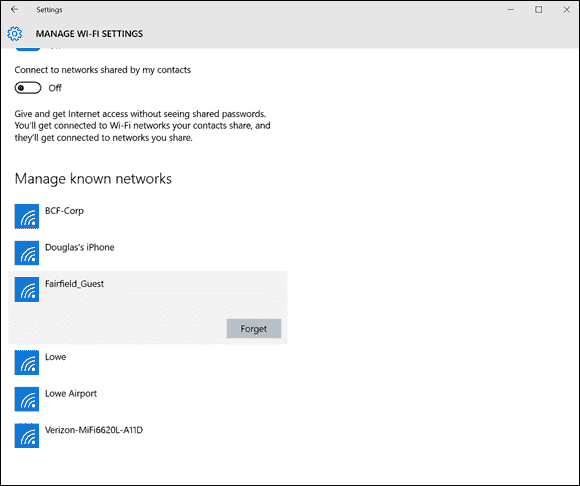 Settings
MANAGE WI-FI SETTINGS
Connect to networks shared by my contacts
Off
Give and get Internet access without seeing shared passwords.
You'll get connected to Wi-Fi networks your contacts share, and
they'll get connected to networks you share.
Manage known networks
BCF-Corp
Douglas's iPhone
Fairfield_Guest
Forget
Lowe
Lowe Airport
Verizon-MiFi6620L-A11D